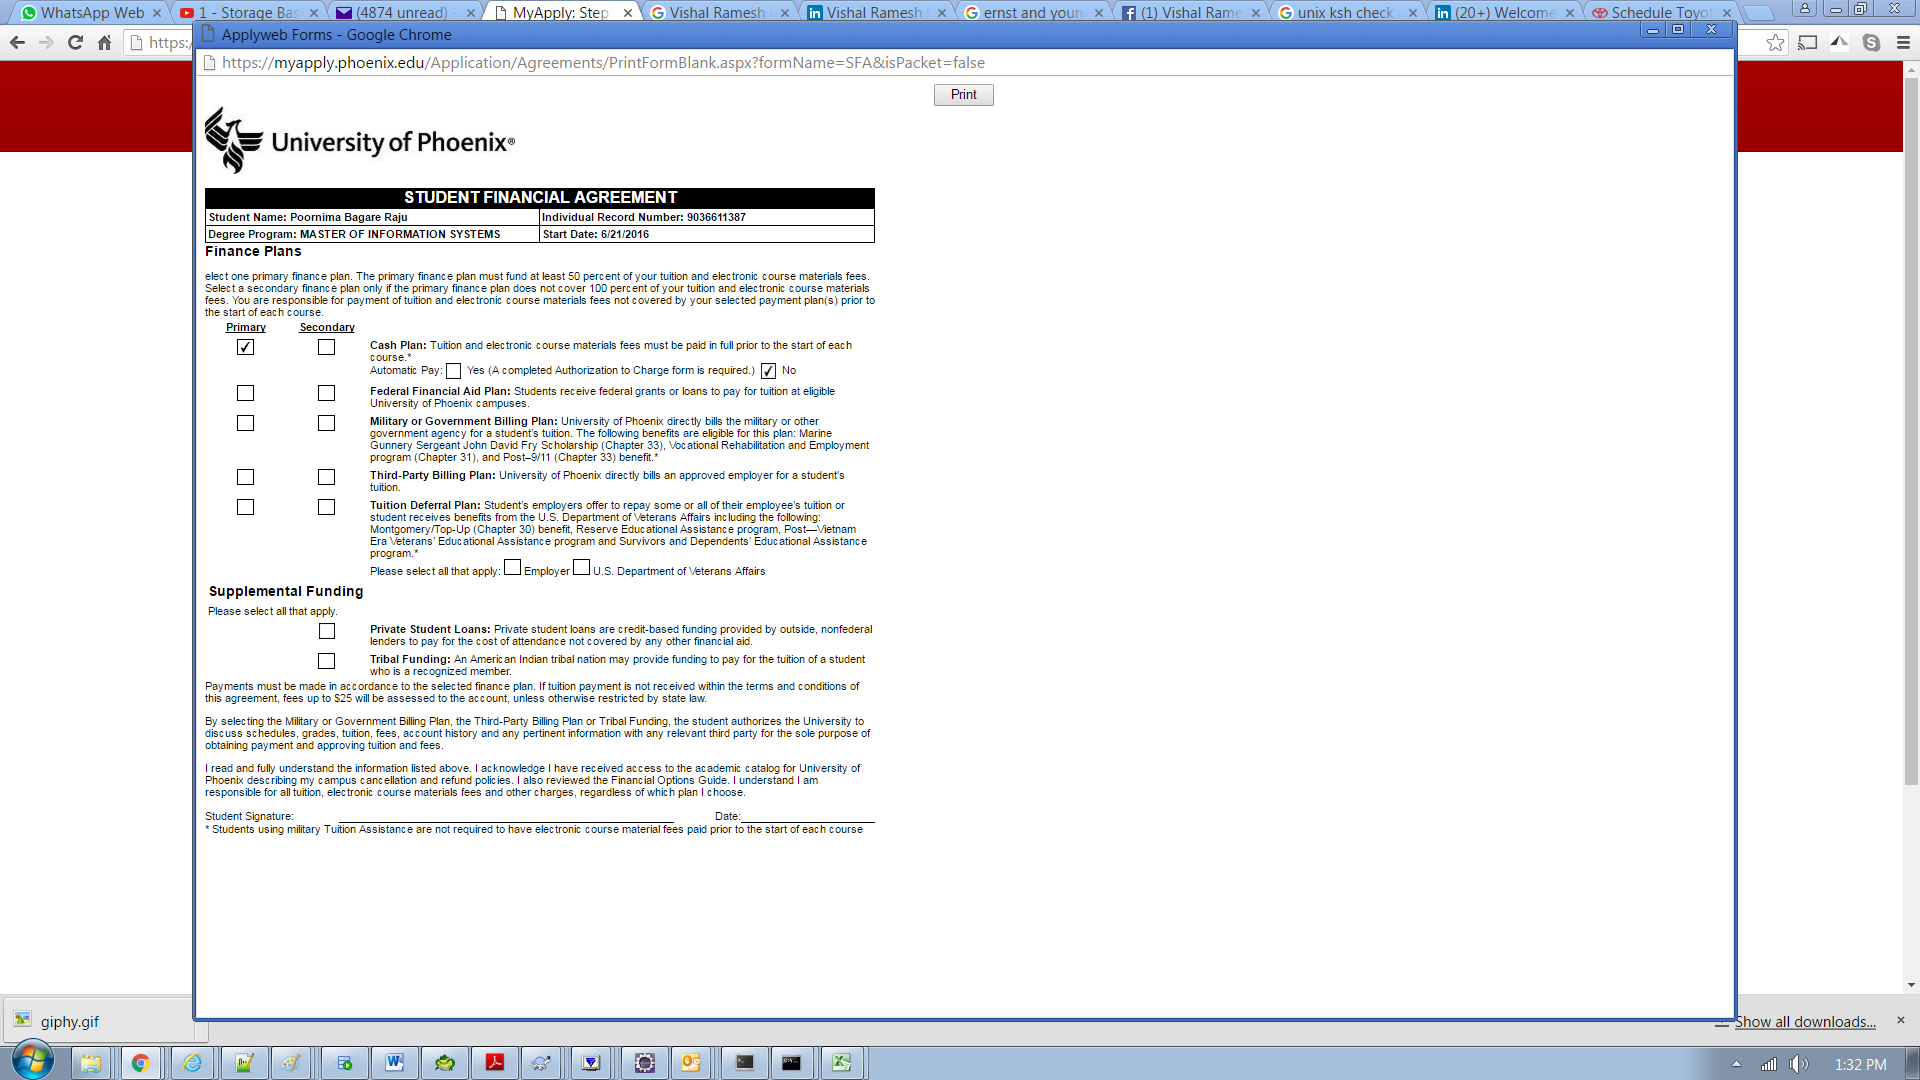 WhatsApp Web
1 - Storage Bas
(4874 unread) -
MyApply: Step
Vishal Ramesh
Vishal Ramesh
ernst and youn
(1) Vishal Rame
unix ksh check
(20+) Welcome
Schedule Toyo
https:/
Applyweb Forms - Google Chrome
https://myapply.phoenix.edu/Application/Agreements/PrintFormBlank.aspx?formName=SFA&isPacket=false
Print
University of Phoenix®
STUDENT FINANCIAL AGREEMENT
Student Name: Poornima Bagare Raju Individual Record Number: 9036611387
Degree Program: MASTER OF INFORMATION SYSTEMS Start Date: 6/21/2016
Finance Plans
elect one primary finance plan. The primary finance plan must fund at least 50 percent of your tuition and electronic course materials fees.
Select a secondary finance plan only if the primary finance plan does not cover 100 percent of your tuition and electronic course materials
fees. You are responsible for payment of tuition and electronic course materials fees not covered by your selected payment plan(s) prior to
the start of each course.
Primary Secondary
Cash Plan: Tuition and electronic course materials fees must be paid in full prior to the start of each
course.*
Automatic Pay: Yes (A completed Authorization to Charge form is required.) No
Federal Financial Aid Plan: Students receive federal grants or loans to pay for tuition at eligible
University of Phoenix campuses.
Military or Government Billing Plan: University of Phoenix directly bills the military or other
government agency for a student's tuition. The following benefits are eligible for this plan: Marine
Gunnery Sergeant John David Fry Scholarship (Chapter 33), Vocational Rehabilitation and Employment
program (Chapter 31), and Post–9/11 (Chapter 33) benefit.*
Third-Party Billing Plan: University of Phoenix directly bills an approved employer for a student's
tuition.
Tuition Deferral Plan: Student's employers offer to repay some or all of their employee's tuition or
student receives benefits from the U.S. Department of Veterans Affairs including the following:
Montgomery/Top-Up (Chapter 30) benefit, Reserve Educational Assistance program, Post—Vietnam
Era Veterans' Educational Assistance program and Survivors and Dependents' Educational Assistance
program.*
Please select all that apply: Employer U.S. Department of Veterans Affairs
Supplemental Funding
Please select all that apply.
Private Student Loans: Private student loans are credit-based funding provided by outside, nonfederal
lenders to pay for the cost of attendance not covered by any other financial aid.
Tribal Funding: An American Indian tribal nation may provide funding to pay for the tuition of a student
who is a recognized member.
Payments must be made in accordance to the selected finance plan. If tuition payment is not received within the terms and conditions of
this agreement, fees up to $25 will be assessed to the account, unless otherwise restricted by state law.
By selecting the Military or Government Billing Plan, the Third-Party Billing Plan or Tribal Funding, the student authorizes the University to
discuss schedules, grades, tuition, fees, account history and any pertinent information with any relevant third party for the sole purpose of
obtaining payment and approving tuition and fees.
I read and fully understand the information listed above. I acknowledge I have received access to the academic catalog for University of
Phoenix describing my campus cancellation and refund policies. I also reviewed the Financial Options Guide. I understand I am
responsible for all tuition, electronic course materials fees and other charges, regardless of which plan I choose.
Student Signature: Date:
* Students using military Tuition Assistance are not required to have electronic course material fees paid prior to the start of each course
giphy.gif
Show all downloads...
1:32 PM